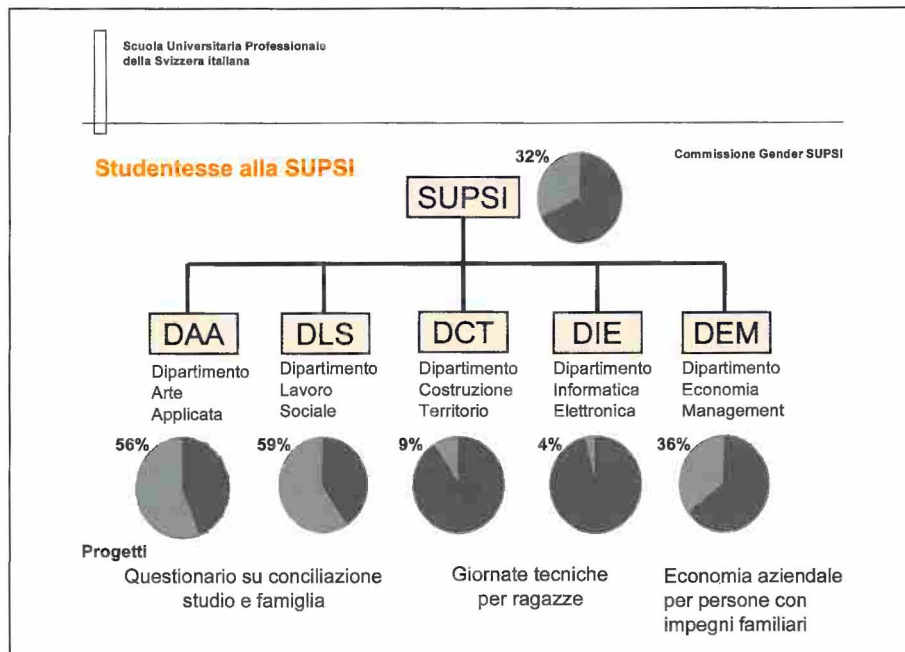 Scuola Universitaria Professionale
della Svizzera italiana
Commissione Gender SUPSI
Studentesse alla SUPSI
32%
SUPSI
DAA
Dipartimento
Arte
Applicata
DLS
Dipartimento
Lavoro
Sociale
DCT
Dipartimento
Costruzione
Territorio
DIE
Dipartimento
Informatica
Elettronica
DEM
Dipartimento
Economia
Management
56%
59%
9%
4%
36%
Progetti
Questionario su conciliazione
studio e famiglia
Giornate tecniche
per ragazze
Economia aziendale
per persone con
impegni familiari